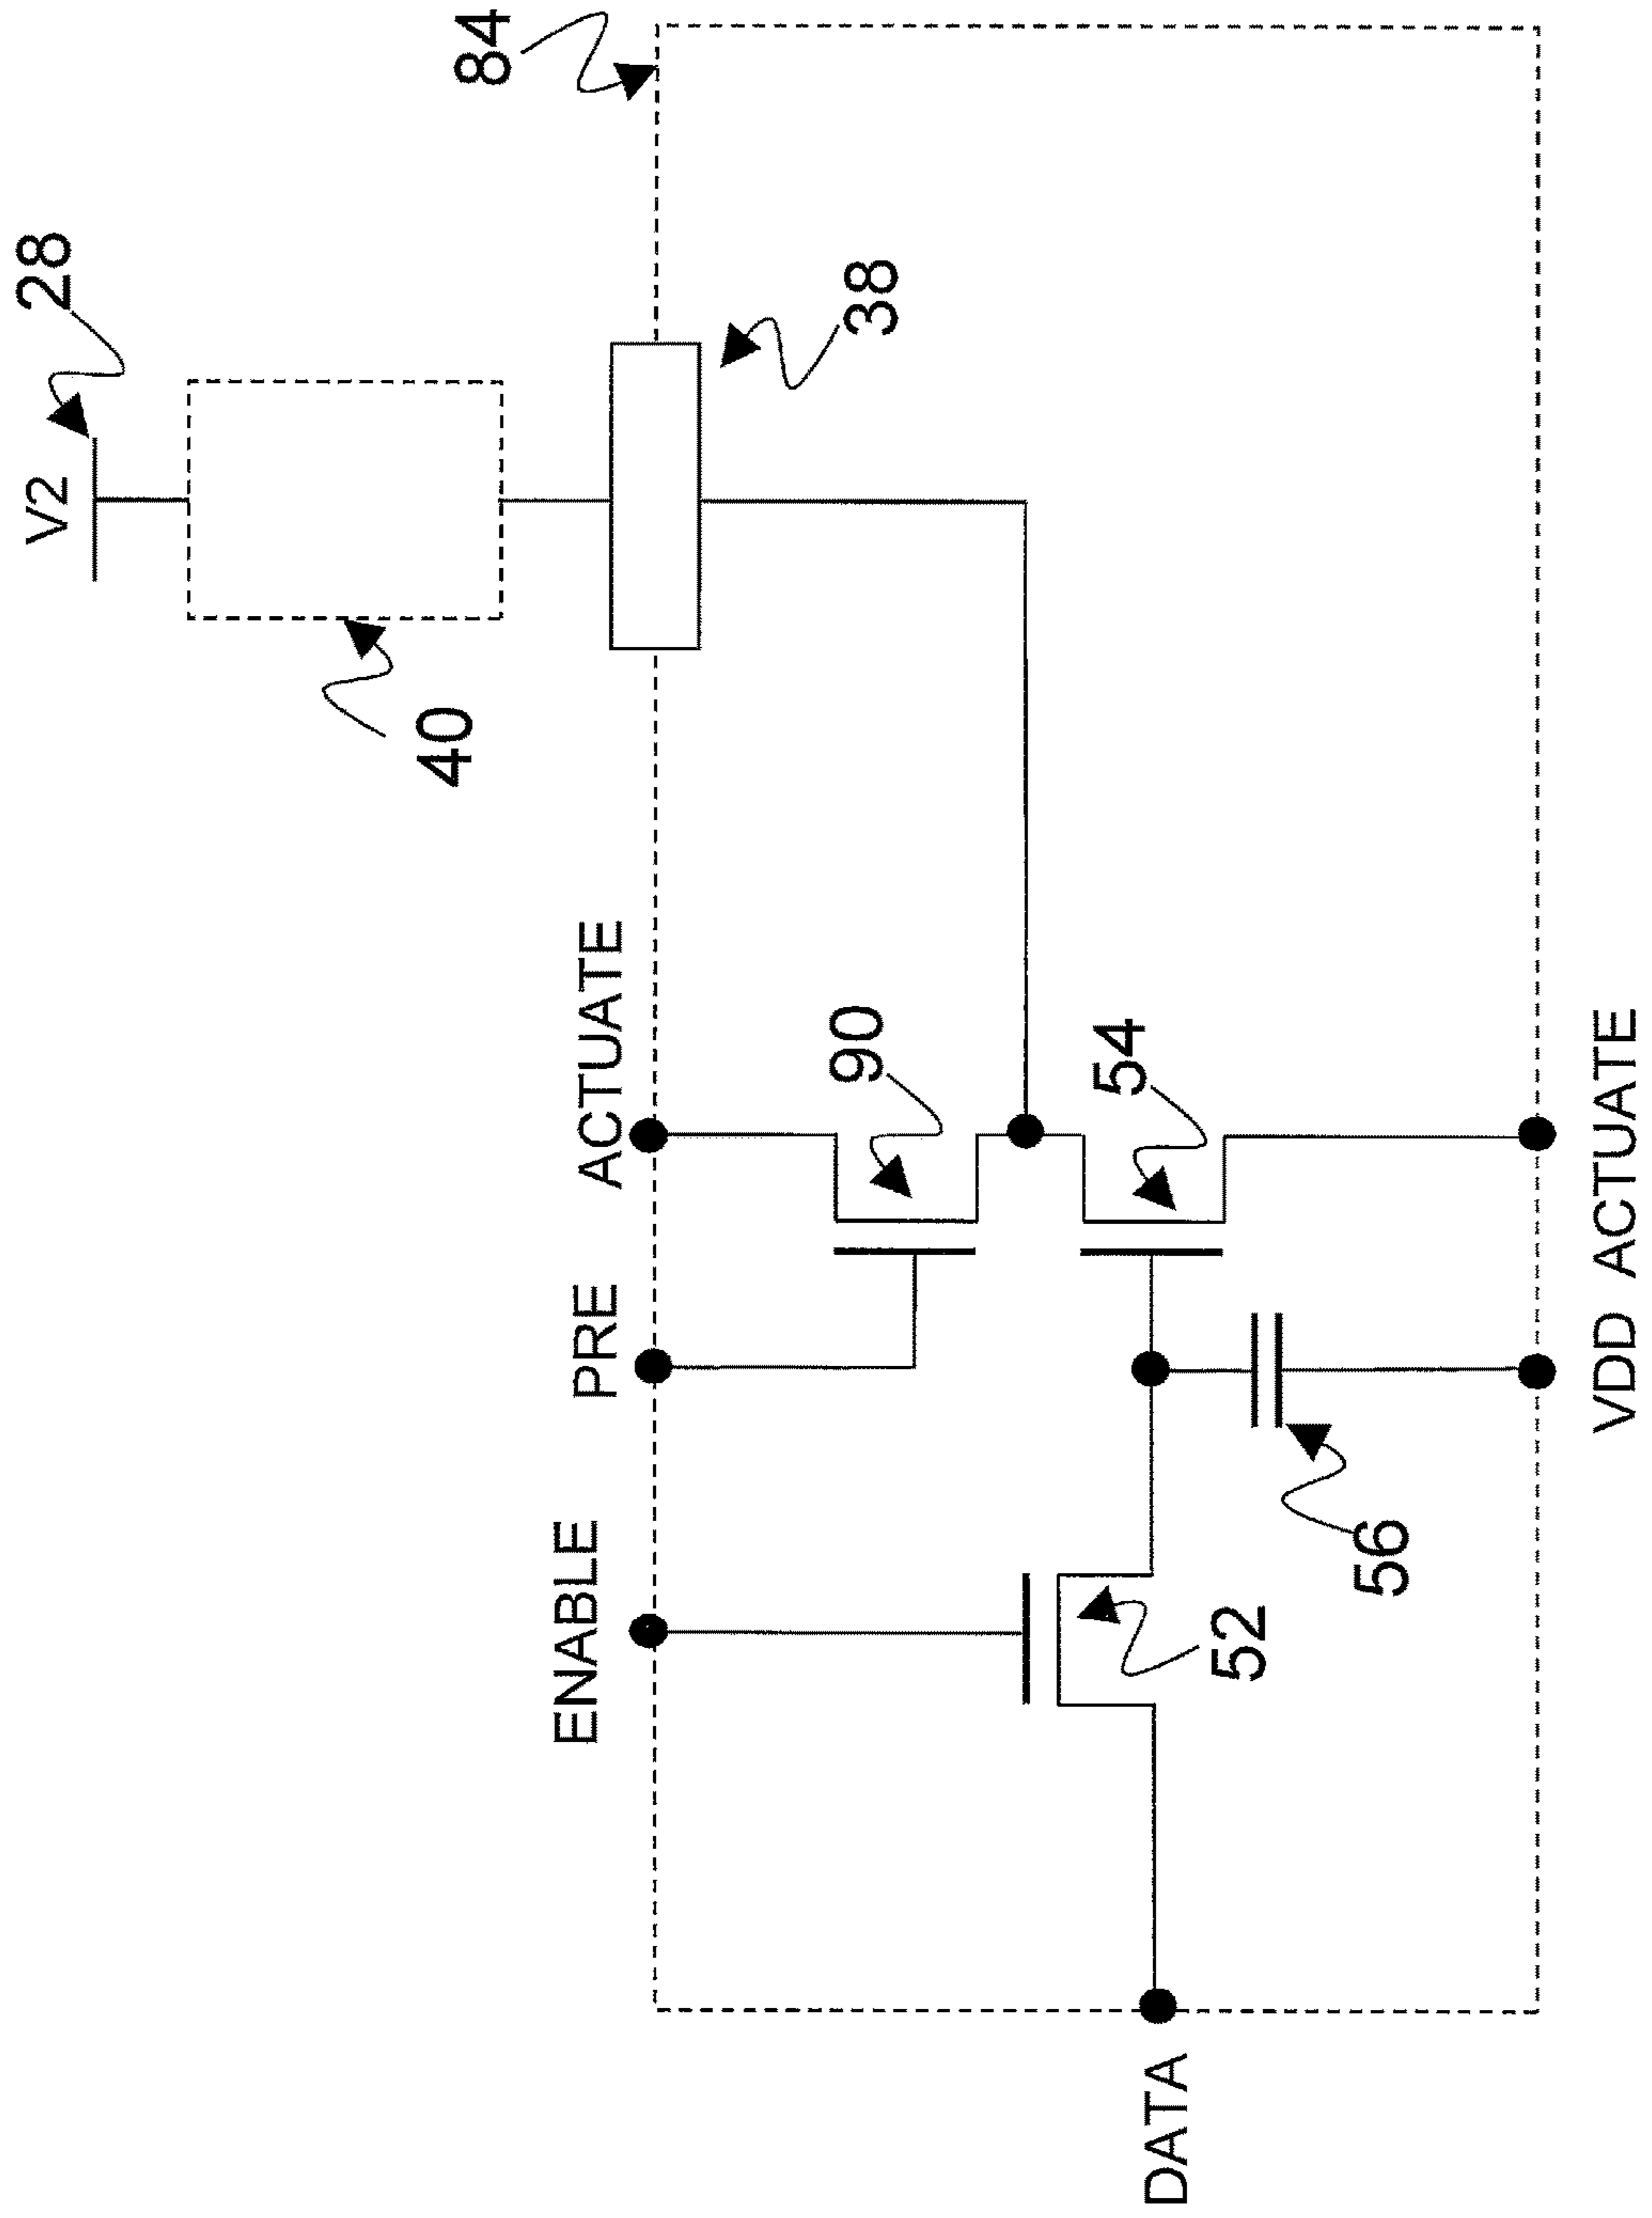 84
28
V2
38
40
ACTUATE
90
54
PRE
ENABLE
56
52
VDD ACTUATE
DATA